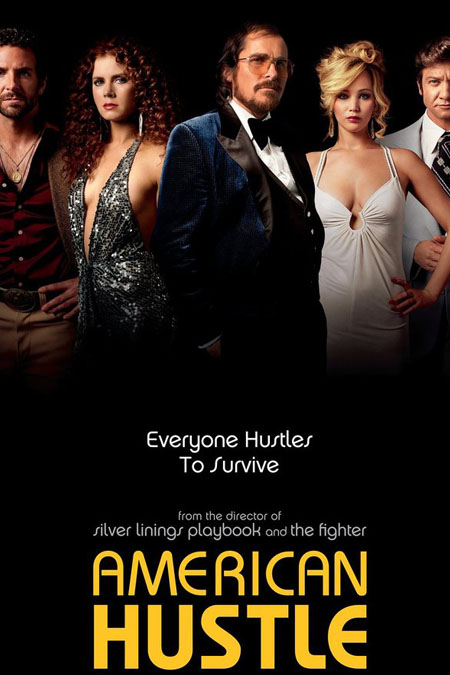 Everyone Hustles
To Survive
from the director of
silver linings playbook and the fighter
AMERICAN
HUSTLE